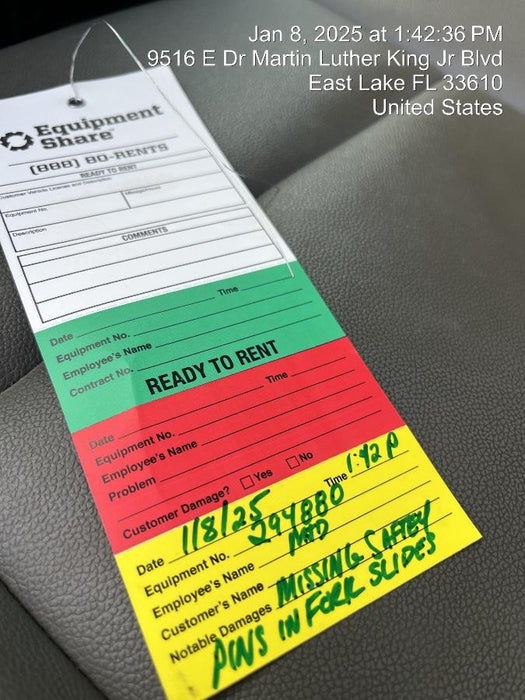 Jan 8, 2025 at 1:42:36 PM
9516 E Dr Martin Luther King Jr Blvd
East Lake FL 33610
United States
Equipment
Share
(888) 80-RENTS
READY TO RENT
Customer Vehicle License and Description
Mileage/Hours
Equipment No.
Description
COMMENTS
Date Time
Equipment No.
Employee's Name
Contract No.
READY TO RENT
Date Time
Equipment No.
Employee's Name
Problem
Customer Damage? Yes No
Date 1/8/25 Time 1:42 P
Equipment No. 294880
Employee's Name MD
Customer's Name
Notable Damages MISSING SAFTEY
PINS IN FORK SLIDES